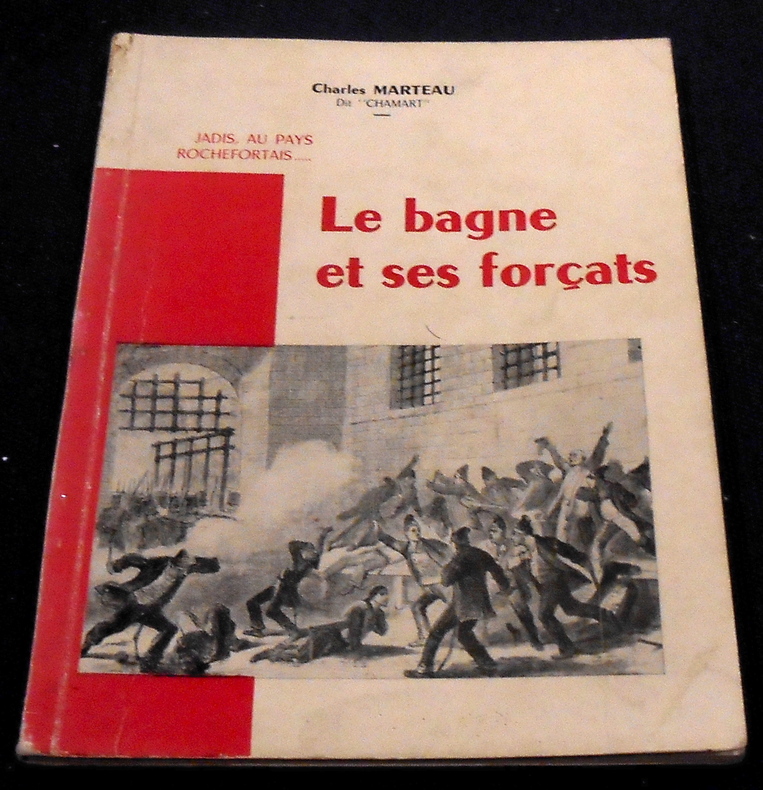 Charles MARTEAU
Dit "CHAMART"
JADIS, AU PAYS
ROCHEFORTAIS.....
Le bagne
et ses forçats